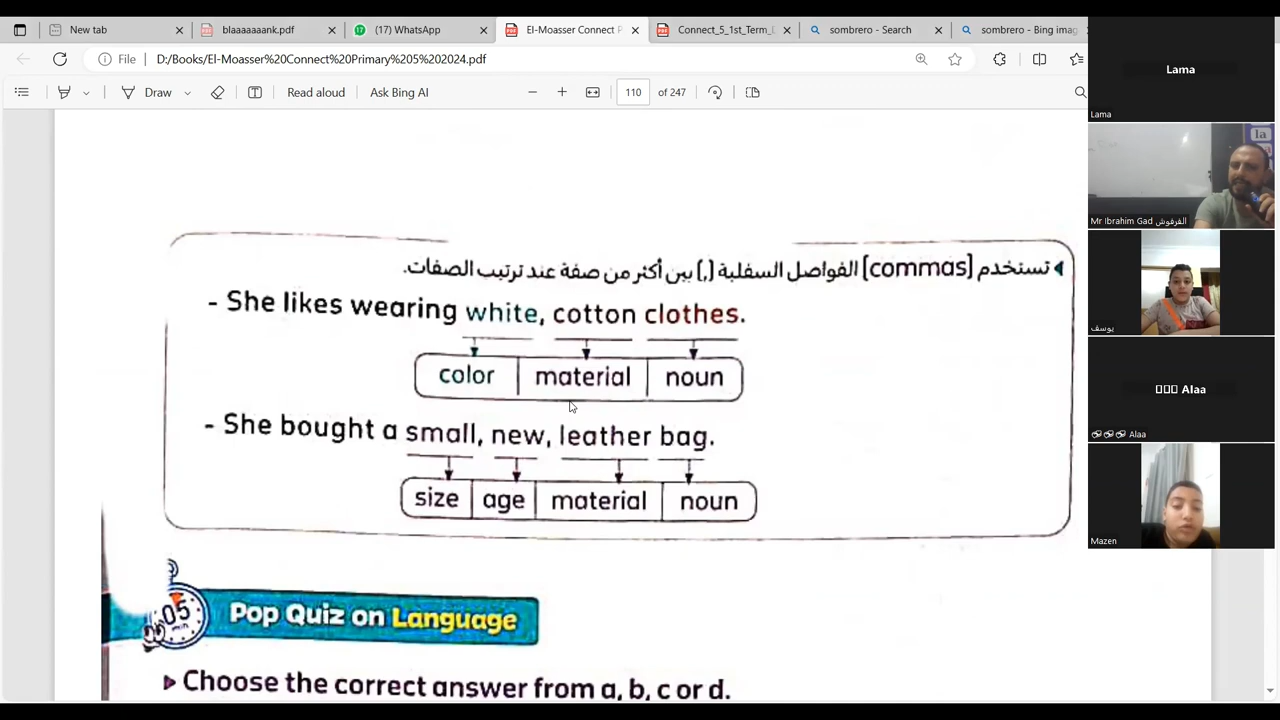 New tab
blaaaaaaank.pdf
(17) WhatsApp
El-Moasser Connect P
Connect_5_1st_Term_
sombrero - Search
sombrero - Bing imag
File
D:/Books/El-Moasser%20Connect%20Primary%205%202024.pdf
Draw
Read aloud
Ask Bing AI
110
of 247
تستخدم (commas) الفواصل السفلية (,) بين أكثر من صفة عند ترتيب الصفات.
- She likes wearing white, cotton clothes.
color material noun
- She bought a small, new, leather bag.
size age material noun
05
min
Pop Quiz on Language
Choose the correct answer from a, b, c or d.
Lama
Lama
la
Mr Ibrahim Gad الفرفوش
يوسف
Alaa
Alaa
Mazen